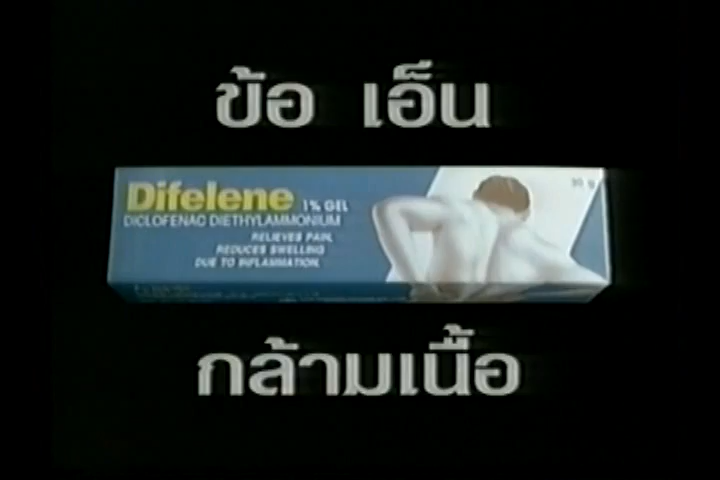 ข้อ เอ็น
30 g
Difelene 1% GEL
DICLOFENAC DIETHYLAMMONIUM
RELIEVES PAIN,
REDUCES SWELLING
DUE TO INFLAMMATION.
กล้ามเนื้อ